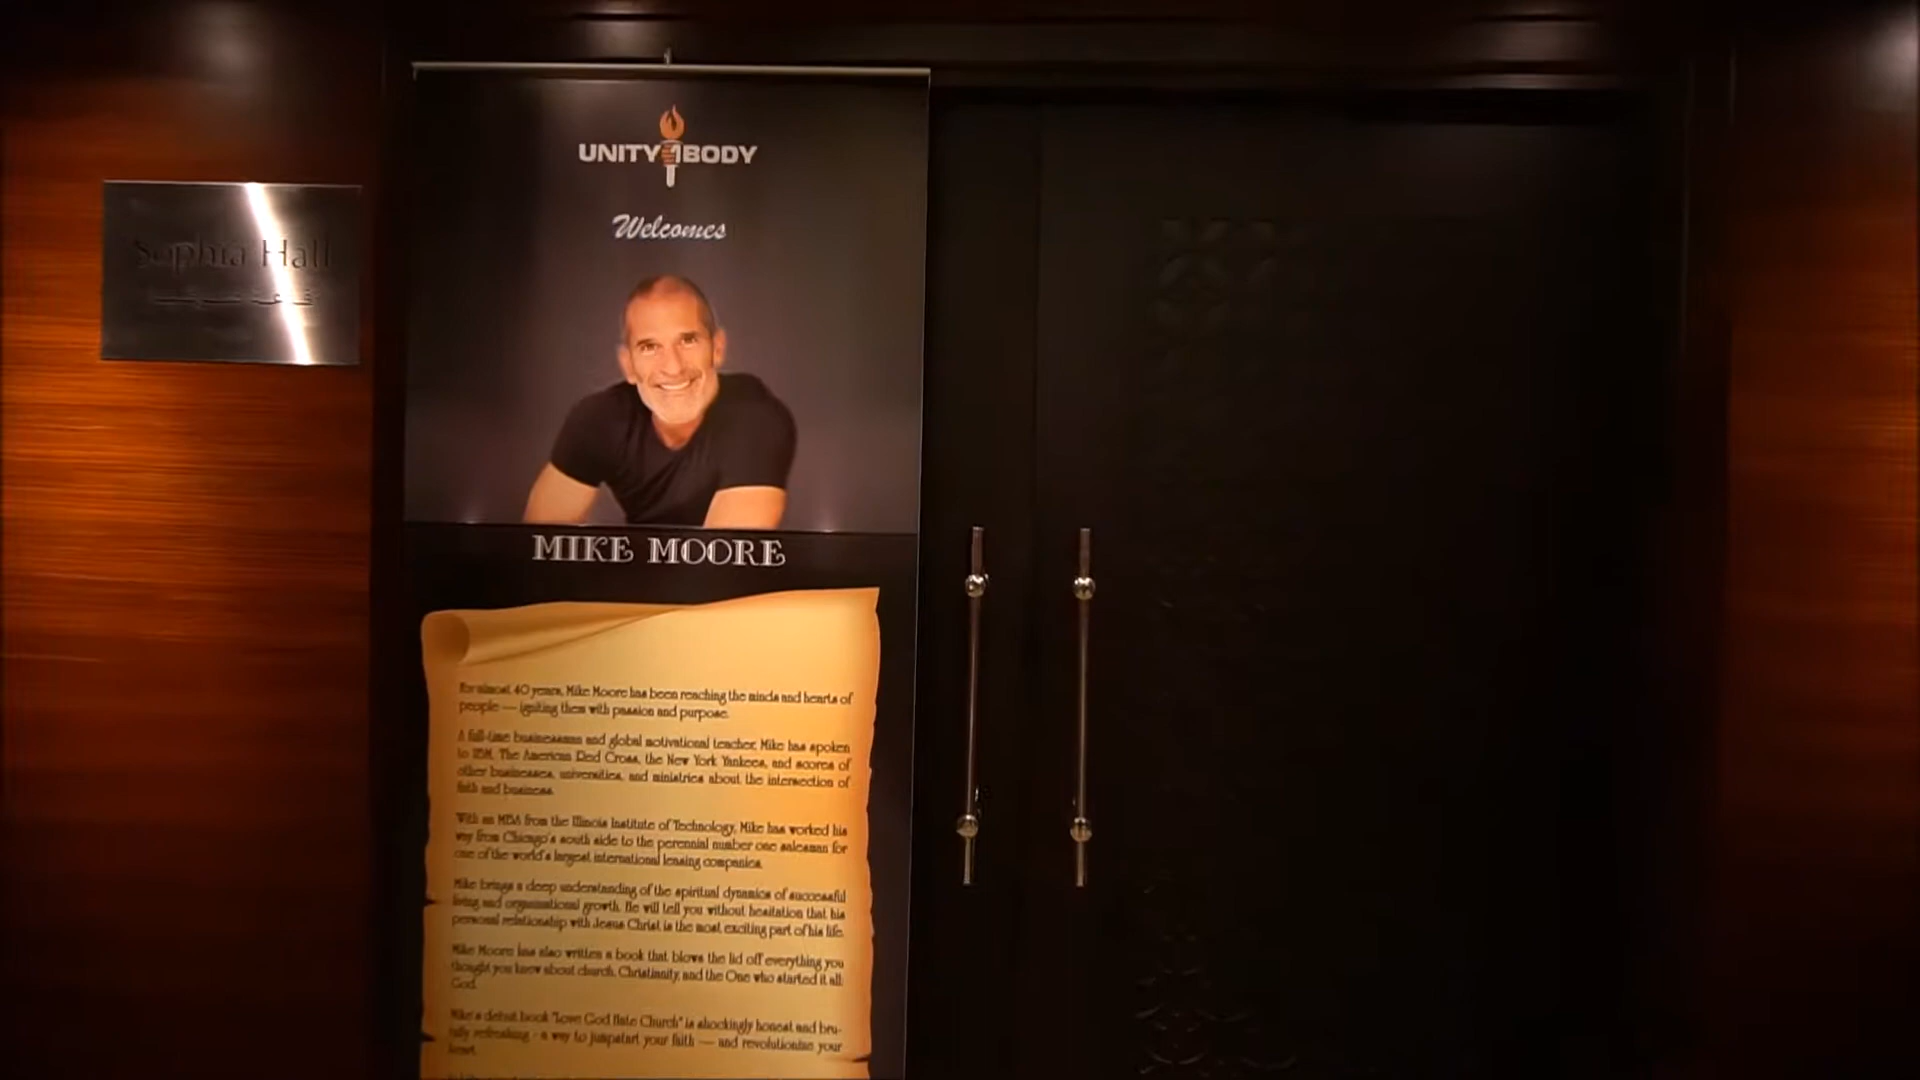 Sophia Hall
قاعة صوفيا
UNITY 1BODY
Welcomes
MIKE MOORE
For almost 40 years, Mike Moore has been reaching the minds and hearts of
people — igniting them with passion and purpose.
A full-time businessman and global motivational teacher, Mike has spoken
to IBM, The American Red Cross, the New York Yankees, and scores of
other businesses, universities, and ministries about the intersection of
faith and business.
With an MBA from the Illinois Institute of Technology, Mike has worked his
way from Chicago's south side to the perennial number one salesman for
one of the world's largest international leasing companies.
Mike brings a deep understanding of the spiritual dynamics of successful
living and organizational growth. He will tell you without hesitation that his
personal relationship with Jesus Christ is the most exciting part of his life.
Mike Moore has also written a book that blows the lid off everything you
thought you knew about church, Christianity, and the One who started it all:
God.
Mike's debut book "Love God Hate Church" is shockingly honest and bru-
tally refreshing - a way to jumpstart your faith — and revolutionize your
heart.